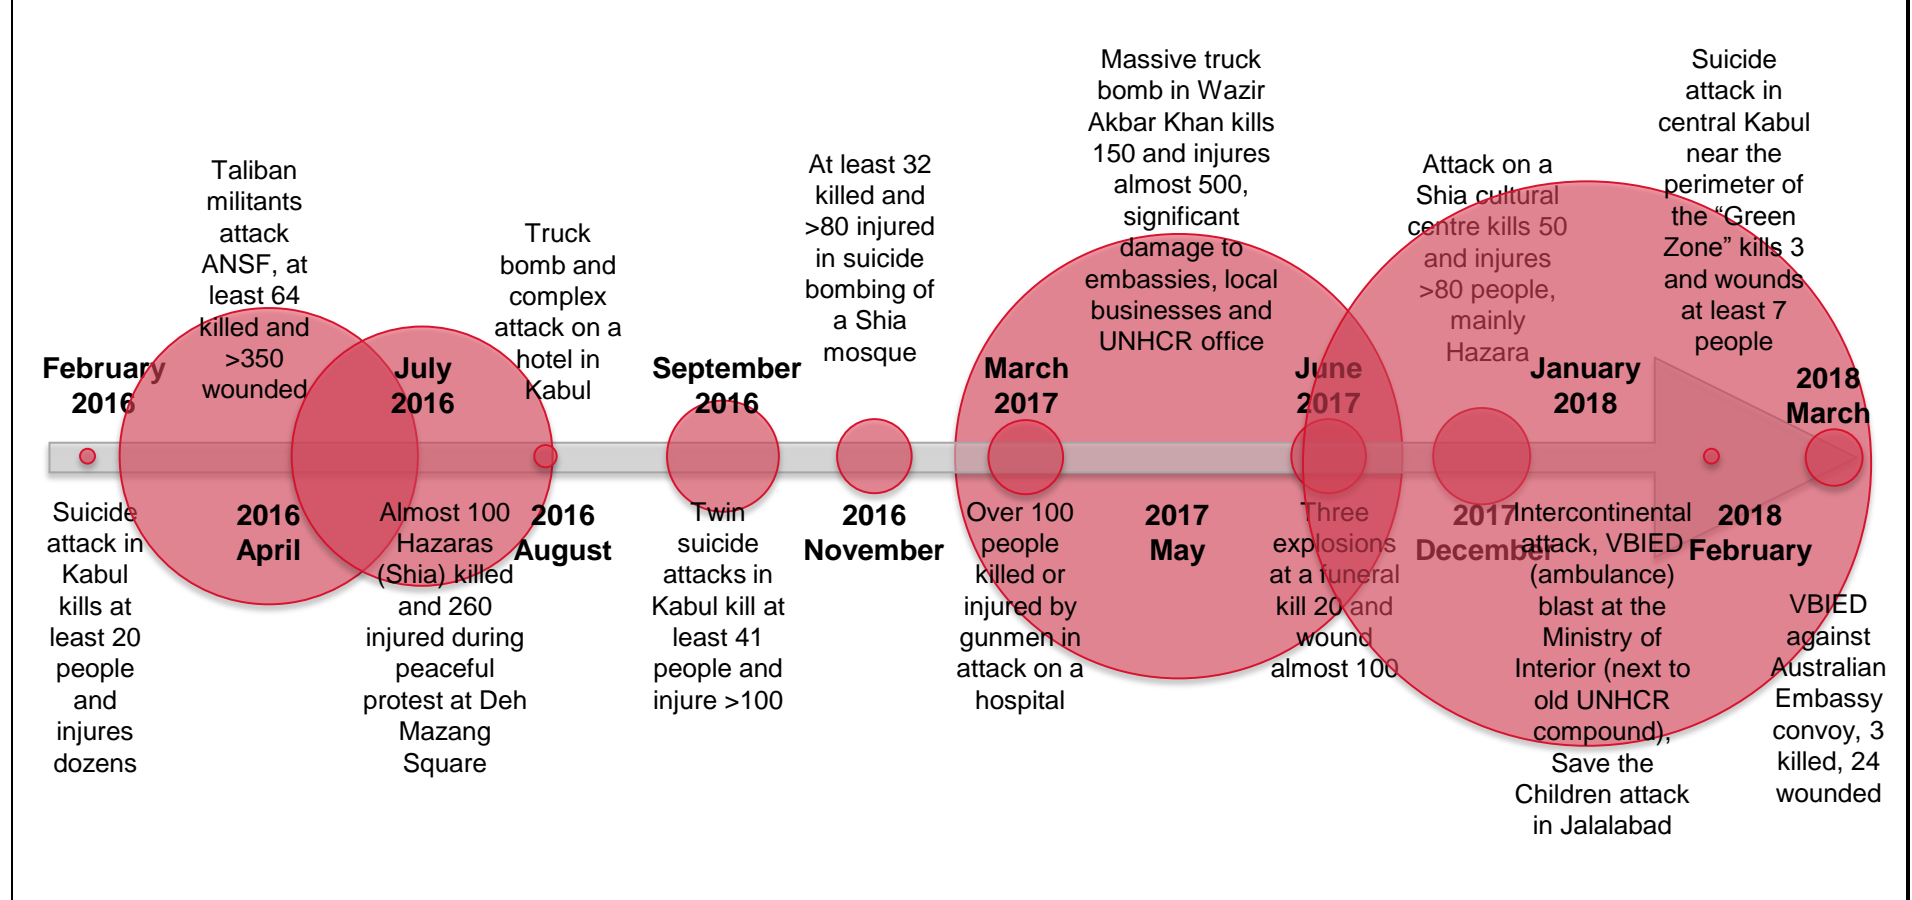 February
2016
Suicide
attack in
Kabul
kills at
least 20
people
and
injures
dozens
Taliban
militants
attack
ANSF, at
least 64
killed and
>350
wounded
2016
April
July
2016
Almost 100
Hazaras
(Shia) killed
and 260
injured during
peaceful
protest at Deh
Mazang
Square
Truck
bomb and
complex
attack on a
hotel in
Kabul
2016
August
September
2016
Twin
suicide
attacks in
Kabul kill at
least 41
people and
injure >100
At least 32
killed and
>80 injured
in suicide
bombing of
a Shia
mosque
2016
November
March
2017
Over 100
people
killed or
injured by
gunmen in
attack on a
hospital
Massive truck
bomb in Wazir
Akbar Khan kills
150 and injures
almost 500,
significant
damage to
embassies, local
businesses and
UNHCR office
2017
May
June
2017
Three
explosions
at a funeral
kill 20 and
wound
almost 100
Attack on a
Shia cultural
centre kills 50
and injures
>80 people,
mainly
Hazara
2017
December
January
2018
Intercontinental
attack, VBIED
(ambulance)
blast at the
Ministry of
Interior (next to
old UNHCR
compound),
Save the
Children attack
in Jalalabad
Suicide
attack in
central Kabul
near the
perimeter of
the “Green
Zone” kills 3
and wounds
at least 7
people
2018
February
2018
March
VBIED
against
Australian
Embassy
convoy, 3
killed, 24
wounded